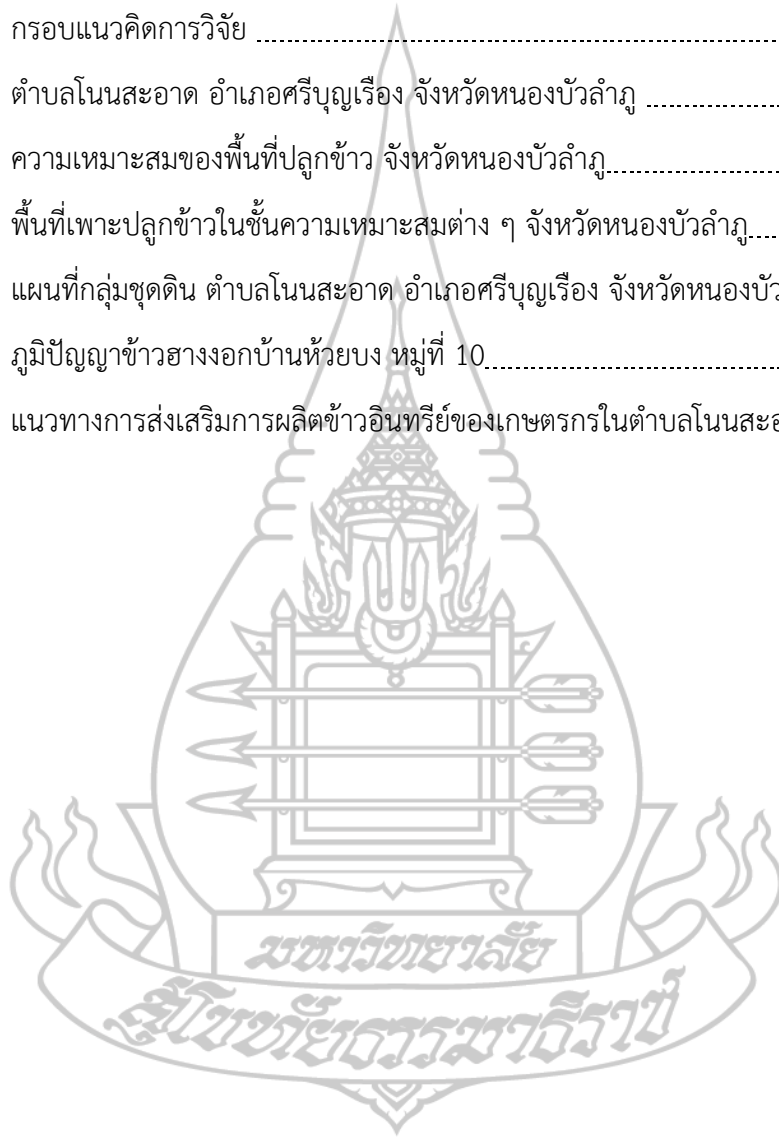 กรอบแนวคิดการวิจัย
ตำบลโนนสะอาด อำเภอศรีบุญเรือง จังหวัดหนองบัวลำภู
ความเหมาะสมของพื้นที่ปลูกข้าว จังหวัดหนองบัวลำภู
พื้นที่เพาะปลูกข้าวในชั้นความเหมาะสมต่าง ๆ จังหวัดหนองบัวลำภู
แผนที่กลุ่มชุดดิน ตำบลโนนสะอาด อำเภอศรีบุญเรือง จังหวัดหนองบัว
ภูมิปัญญาข้าวฮางงอกบ้านห้วยบง หมู่ที่ 10
แนวทางการส่งเสริมการผลิตข้าวอินทรีย์ของเกษตรกรในตำบลโนนสะอ
มหาวิทยาลัย
สุโขทัยธรรมาธิราช